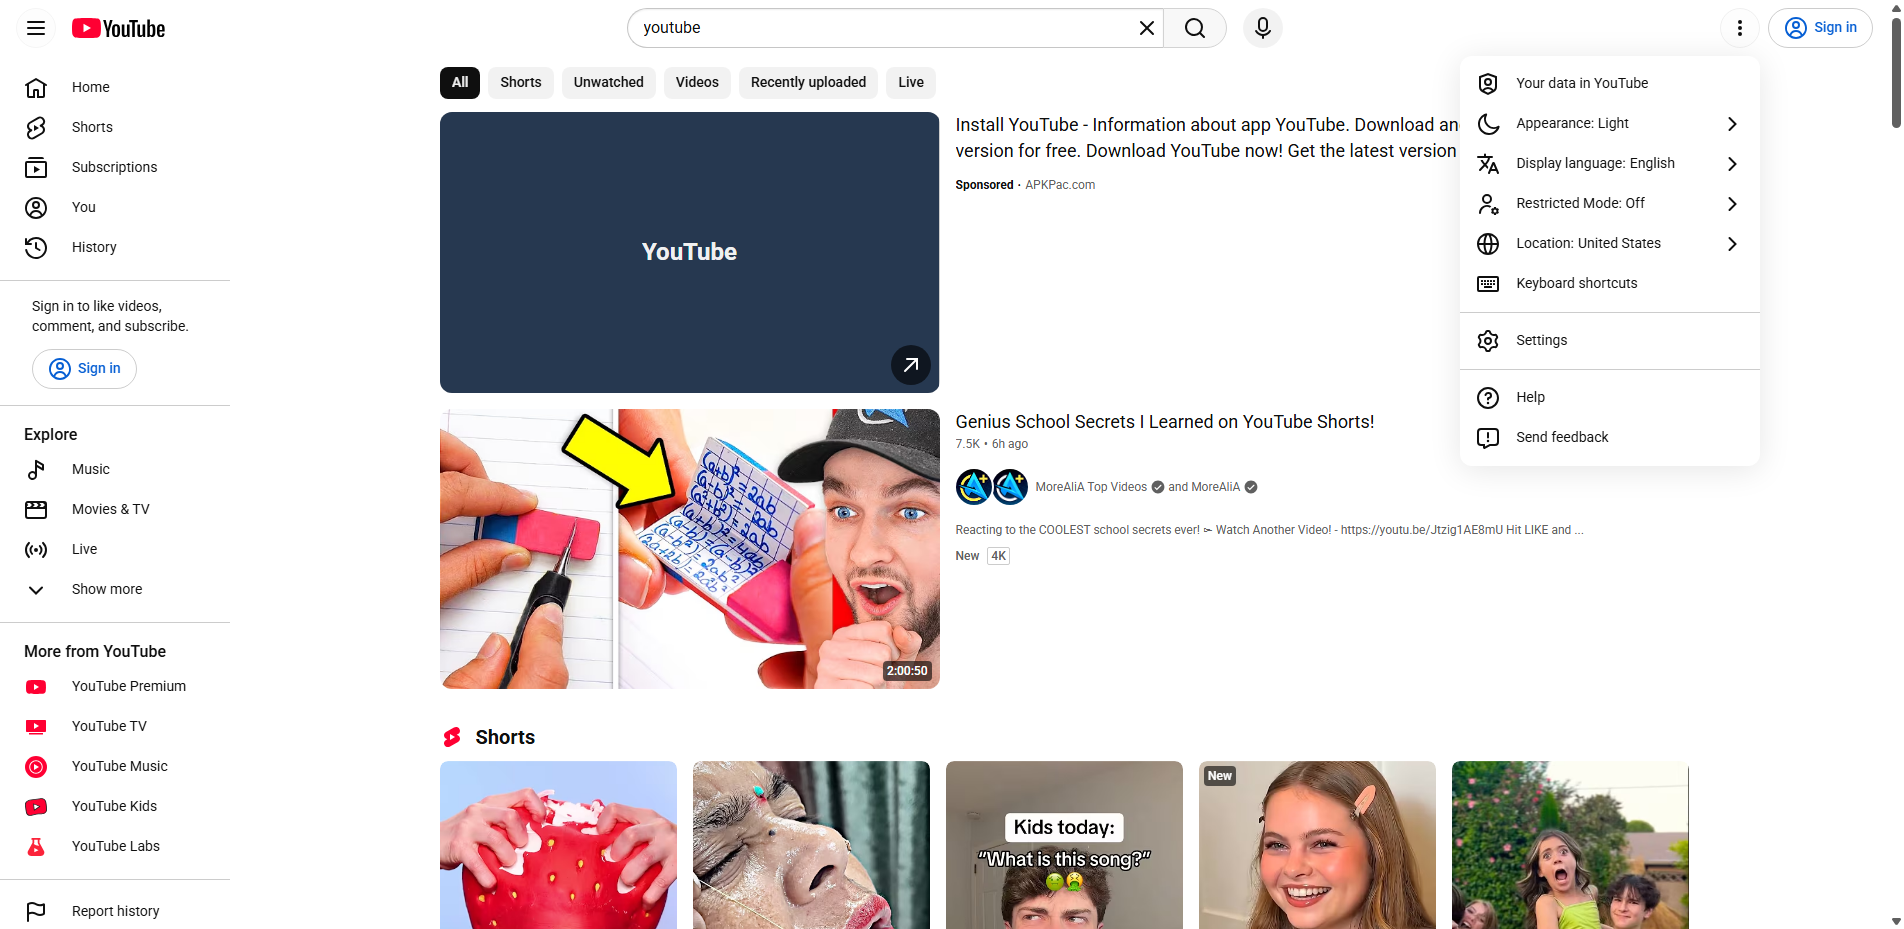 YouTube
youtube
Sign in
Home
Shorts
Subscriptions
You
History
Sign in to like videos,
comment, and subscribe.
Sign in
Explore
Music
Movies & TV
Live
Show more
More from YouTube
YouTube Premium
YouTube TV
YouTube Music
YouTube Kids
YouTube Labs
Report history
All
Shorts
Unwatched
Videos
Recently uploaded
Live
YouTube
Install YouTube - Information about app YouTube. Download
version for free. Download YouTube now! Get the latest version
Sponsored · APKPac.com
Your data in YouTube
Appearance: Light
Display language: English
Restricted Mode: Off
Location: United States
Keyboard shortcuts
Settings
Help
Send feedback
2:00:50
Genius School Secrets I Learned on YouTube Shorts!
7.5K • 6h ago
MoreAliA Top Videos and MoreAliA
Reacting to the COOLEST school secrets ever! ➳ Watch Another Video! - https://youtu.be/Jtzig1AE8mU Hit LIKE and ...
New 4K
Shorts
Kids today:
“What is this song?”
New